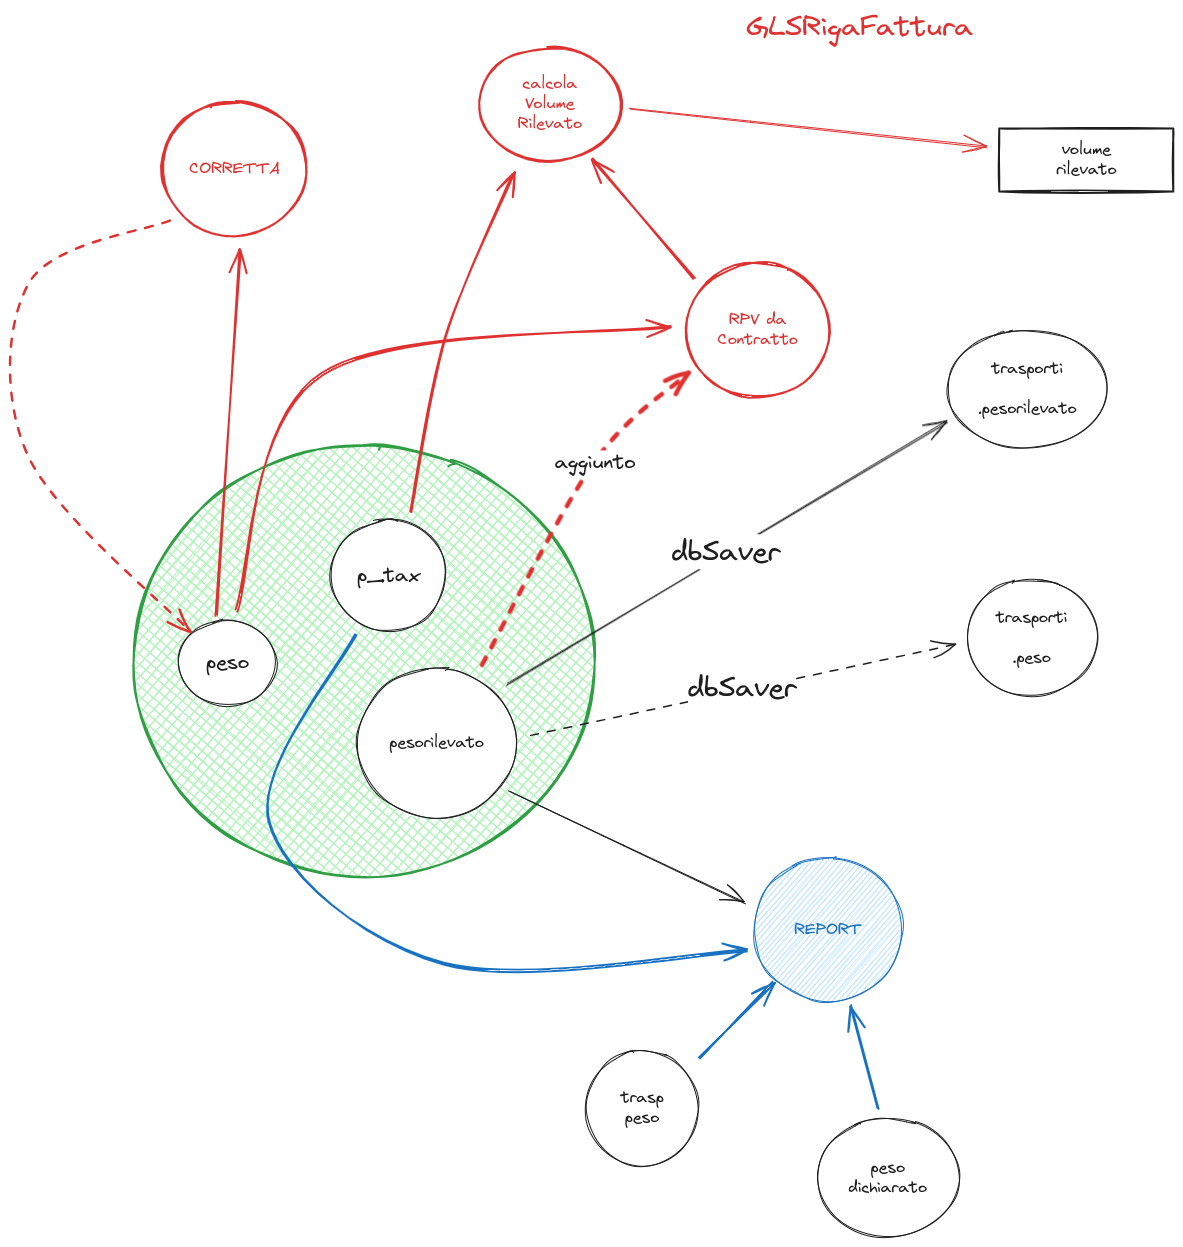 GLSRigaFattura
calcola
Volume
Rilevato
CORRETTA
volume
rilevato
RPV da
Contratto
trasporti
.pesorilevato
aggiunto
dbSaver
p_tax
trasporti
.peso
peso
dbSaver
pesorilevato
REPORT
trasp
peso
peso
dichiarato